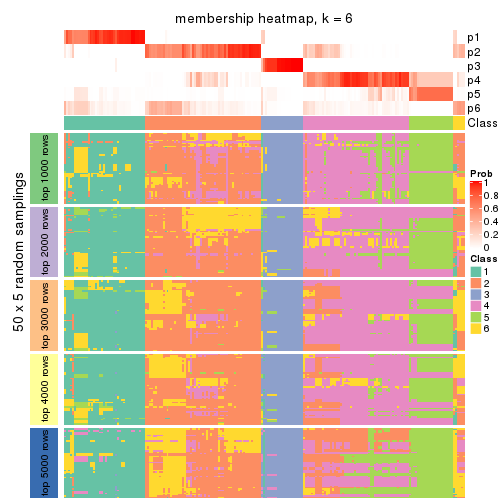 membership heatmap, k = 6
p1
p2
p3
p4
p5
p6
Class
50 x 5 random samplings
top 1000 rows
top 2000 rows
top 3000 rows
top 4000 rows
top 5000 rows
Prob
1
0.8
0.6
0.4
0.2
0
Class
1
2
3
4
5
6